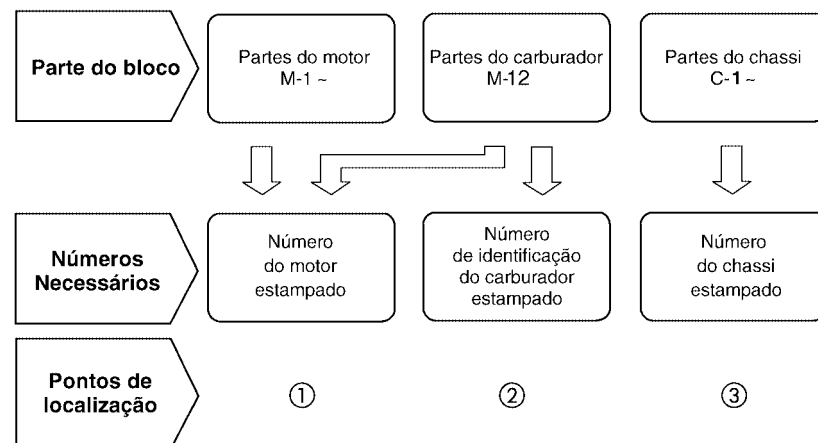 Parte do bloco
Partes do motor
M-1 ~
Partes do carburador
M-12
Partes do chassi
C-1 ~
Números
Necessários
Número
do motor
estampado
Número
de identificação
do carburador
estampado
Número
do chassi
estampado
Pontos de
localização
①
②
③